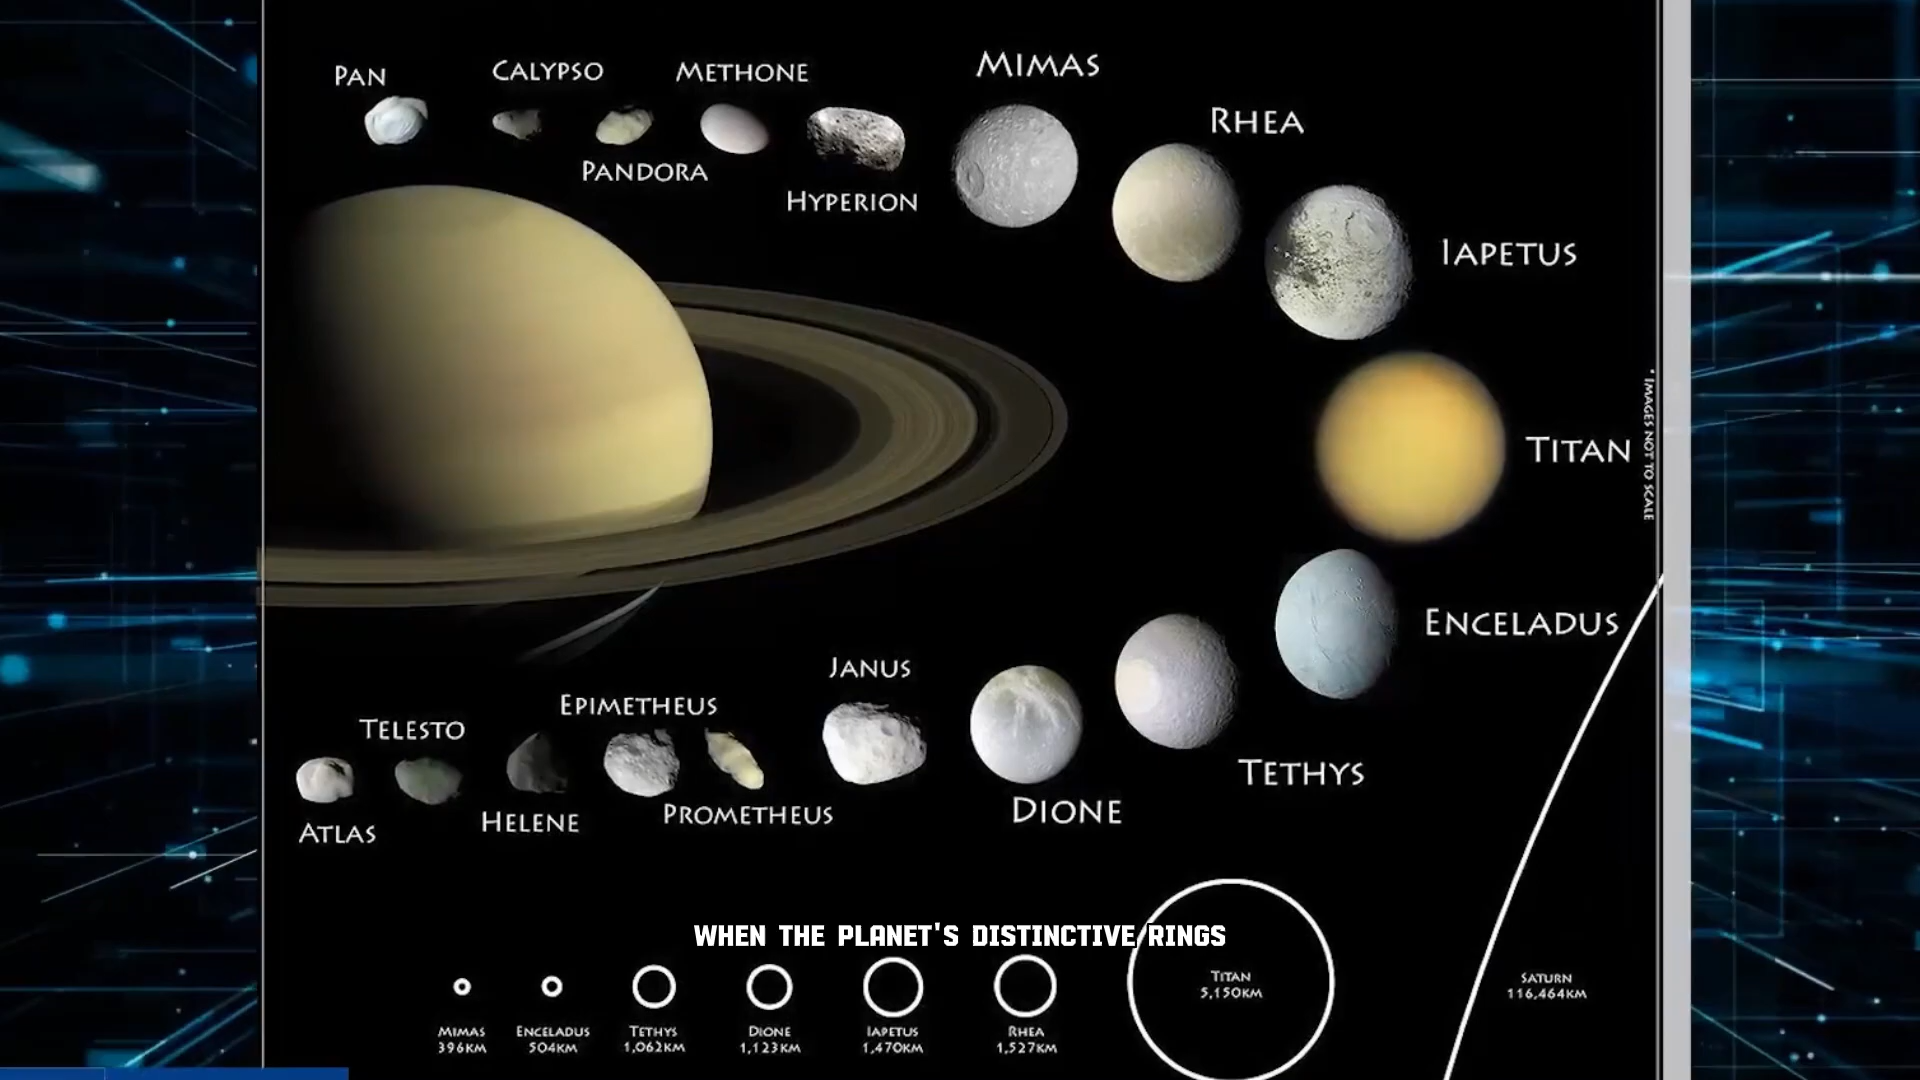 PAN
CALYPSO
METHONE
MIMAS
RHEA
PANDORA
HYPERION
IAPETUS
TITAN
* IMAGES NOT TO SCALE
ENCELADUS
JANUS
EPIMETHEUS
TELESTO
TETHYS
DIONE
PROMETHEUS
HELENE
ATLAS
WHEN THE PLANET'S DISTINCTIVE RINGS
TITAN
5,150KM
SATURN
116,464KM
MIMAS
396KM
ENCELADUS
504KM
TETHYS
1,062KM
DIONE
1,123KM
IAPETUS
1,470KM
RHEA
1,527KM